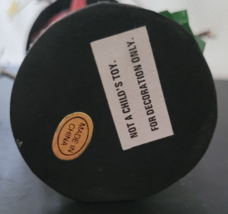 NOT A CHILD'S TOY.
FOR DECORATION ONLY.
MADE IN
CHINA